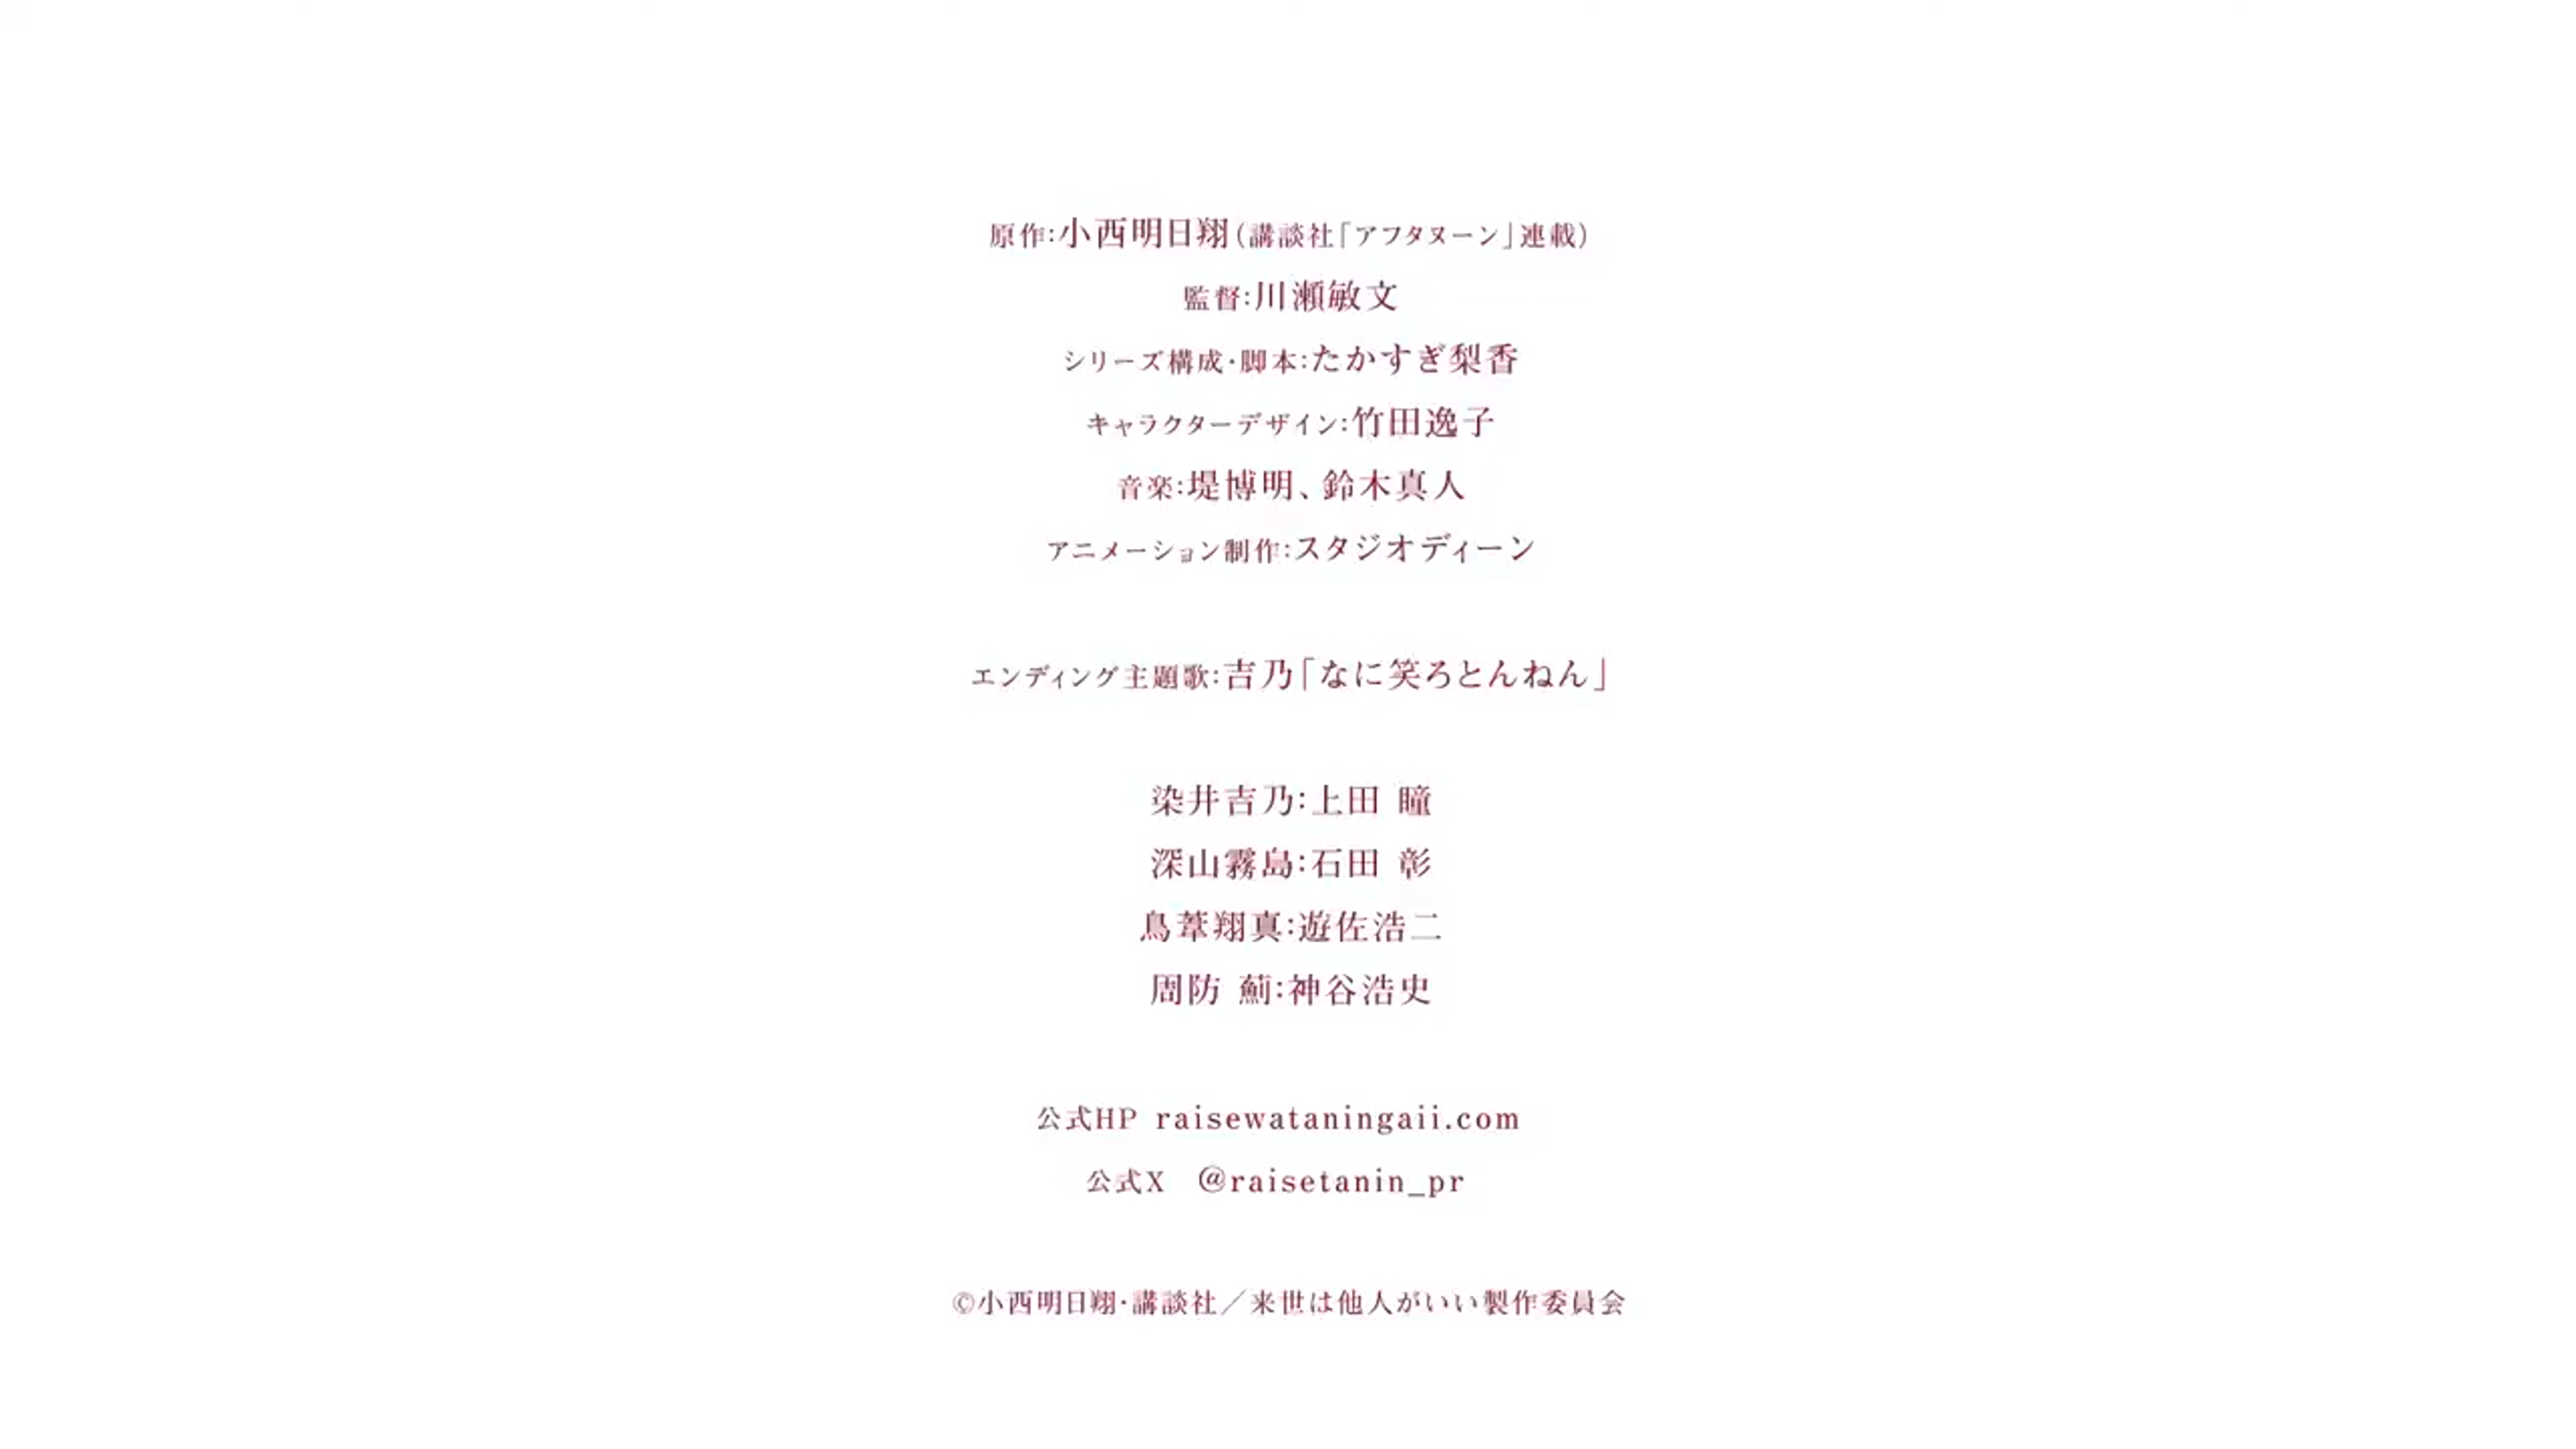 原作:小西明日翔(講談社「アフタヌーン」連載)
監督:川瀬敏文
シリーズ構成・脚本:たかすぎ梨香
キャラクターデザイン:竹田逸子
音楽:堤博明、鈴木真人
アニメーション制作:スタジオディーン
エンディング主題歌:吉乃「なに笑ろとんねん」
染井吉乃:上田 瞳
深山霧島:石田 彰
鳥葦翔真:遊佐浩二
周防 薊:神谷浩史
公式HP raisewataningaii.com
公式X @raisetanin_pr
©小西明日翔・講談社／来世は他人がいい製作委員会